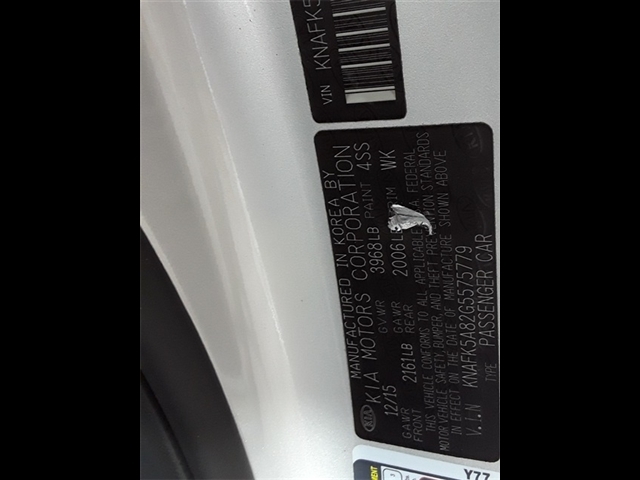 VIN KNAFK5
MANUFACTURED IN KOREA BY
KIA MOTORS CORPORATION
KIA
12/15 GVWR 3968LB PAINT 4SS
GAWR FRONT 2161LB GAWR REAR 2006LB WK
THIS VEHICLE CONFORMS TO ALL APPLICABLE FEDERAL
MOTOR VEHICLE SAFETY, BUMPER, AND THEFT STANDARDS
IN EFFECT ON THE DATE OF MANUFACTURE SHOWN ABOVE
V.I.N KNAFK5A82G5575779
TYPE PASSENGER CAR
Y77